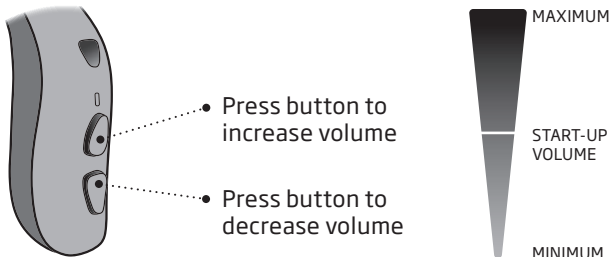 Press button to
increase volume
Press button to
decrease volume
MAXIMUM
START-UP
VOLUME
MINIMUM